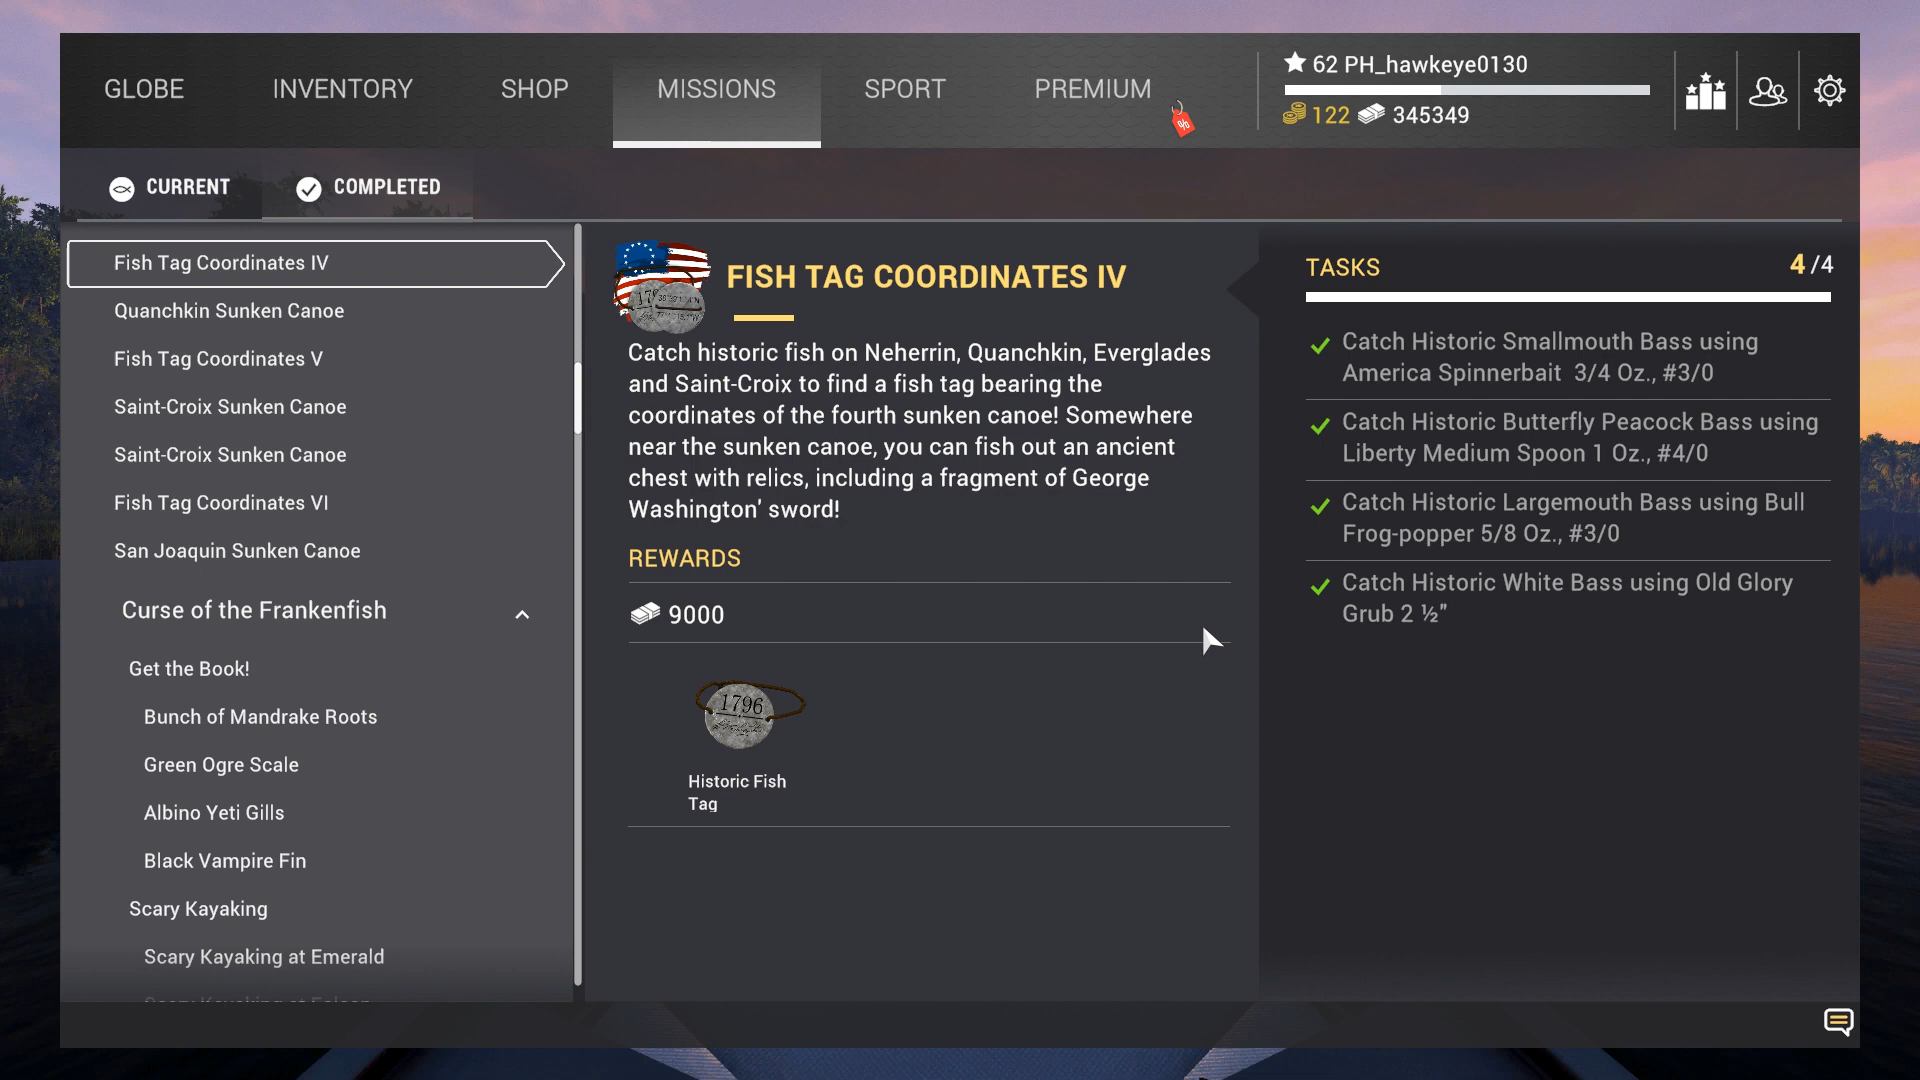 GLOBE
INVENTORY
SHOP
MISSIONS
SPORT
PREMIUM
%
62 PH_hawkeye0130
122 345349
CURRENT
COMPLETED
Fish Tag Coordinates IV
Quanchkin Sunken Canoe
Fish Tag Coordinates V
Saint-Croix Sunken Canoe
Saint-Croix Sunken Canoe
Fish Tag Coordinates VI
San Joaquin Sunken Canoe
Curse of the Frankenfish
Get the Book!
Bunch of Mandrake Roots
Green Ogre Scale
Albino Yeti Gills
Black Vampire Fin
Scary Kayaking
Scary Kayaking at Emerald
FISH TAG COORDINATES IV
Catch historic fish on Neherrin, Quanchkin, Everglades
and Saint-Croix to find a fish tag bearing the
coordinates of the fourth sunken canoe! Somewhere
near the sunken canoe, you can fish out an ancient
chest with relics, including a fragment of George
Washington' sword!
REWARDS
9000
1796
Historic Fish
Tag
TASKS
4 /4
Catch Historic Smallmouth Bass using
America Spinnerbait 3/4 Oz., #3/0
Catch Historic Butterfly Peacock Bass using
Liberty Medium Spoon 1 Oz., #4/0
Catch Historic Largemouth Bass using Bull
Frog-popper 5/8 Oz., #3/0
Catch Historic White Bass using Old Glory
Grub 2 ½"